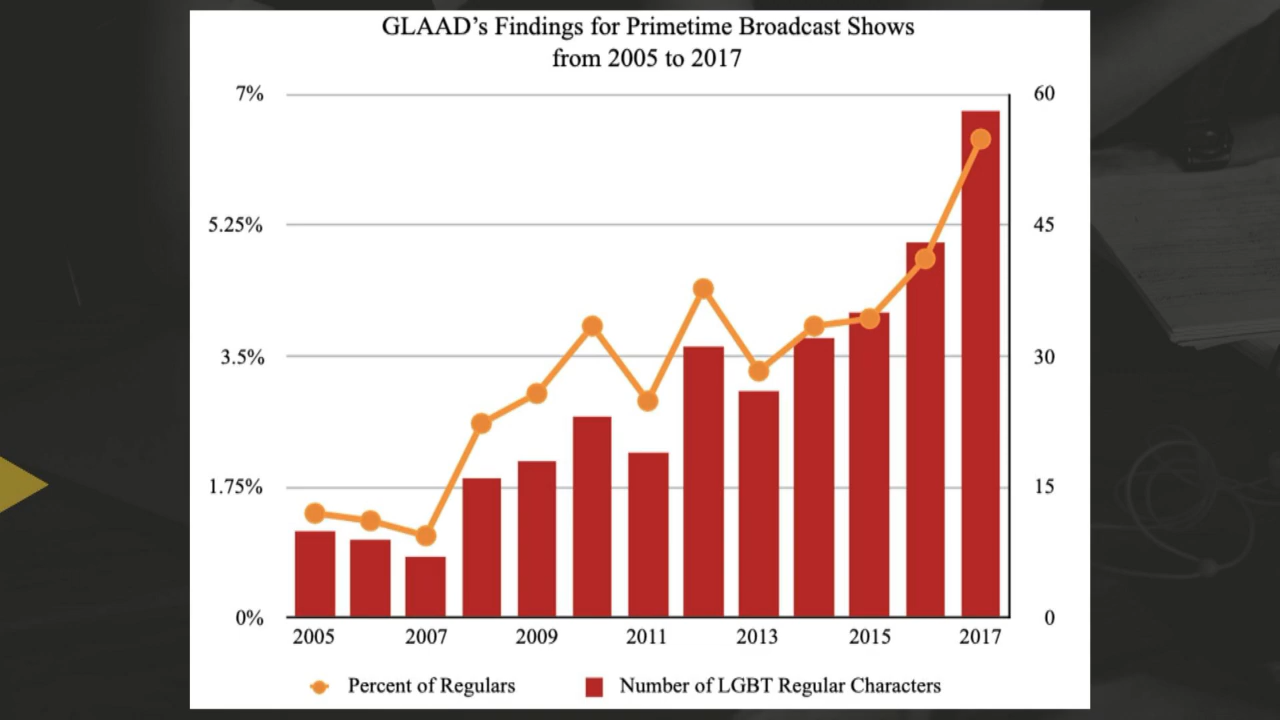 GLAAD’s Findings for Primetime Broadcast Shows
from 2005 to 2017
7% 60
5.25% 45
3.5% 30
1.75% 15
0% 0
2005 2007 2009 2011 2013 2015 2017
Percent of Regulars Number of LGBT Regular Characters